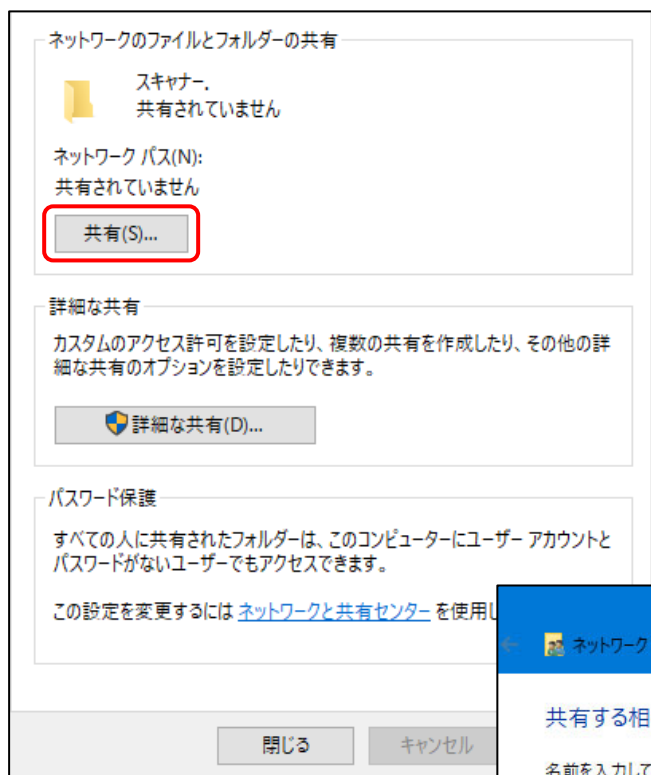 ネットワークのファイルとフォルダーの共有
スキャナー.
共有されていません
ネットワーク パス(N):
共有されていません
共有(S)...
詳細な共有
カスタムのアクセス許可を設定したり、複数の共有を作成したり、その他の詳
細な共有のオプションを設定したりできます。
詳細な共有(D)...
パスワード保護
すべての人に共有されたフォルダーは、このコンピューターにユーザー アカウントと
パスワードがないユーザーでもアクセスできます。
この設定を変更するには ネットワークと共有センター を使用し
ネットワーク
共有する相
名前を入力して
閉じる
キャンセル